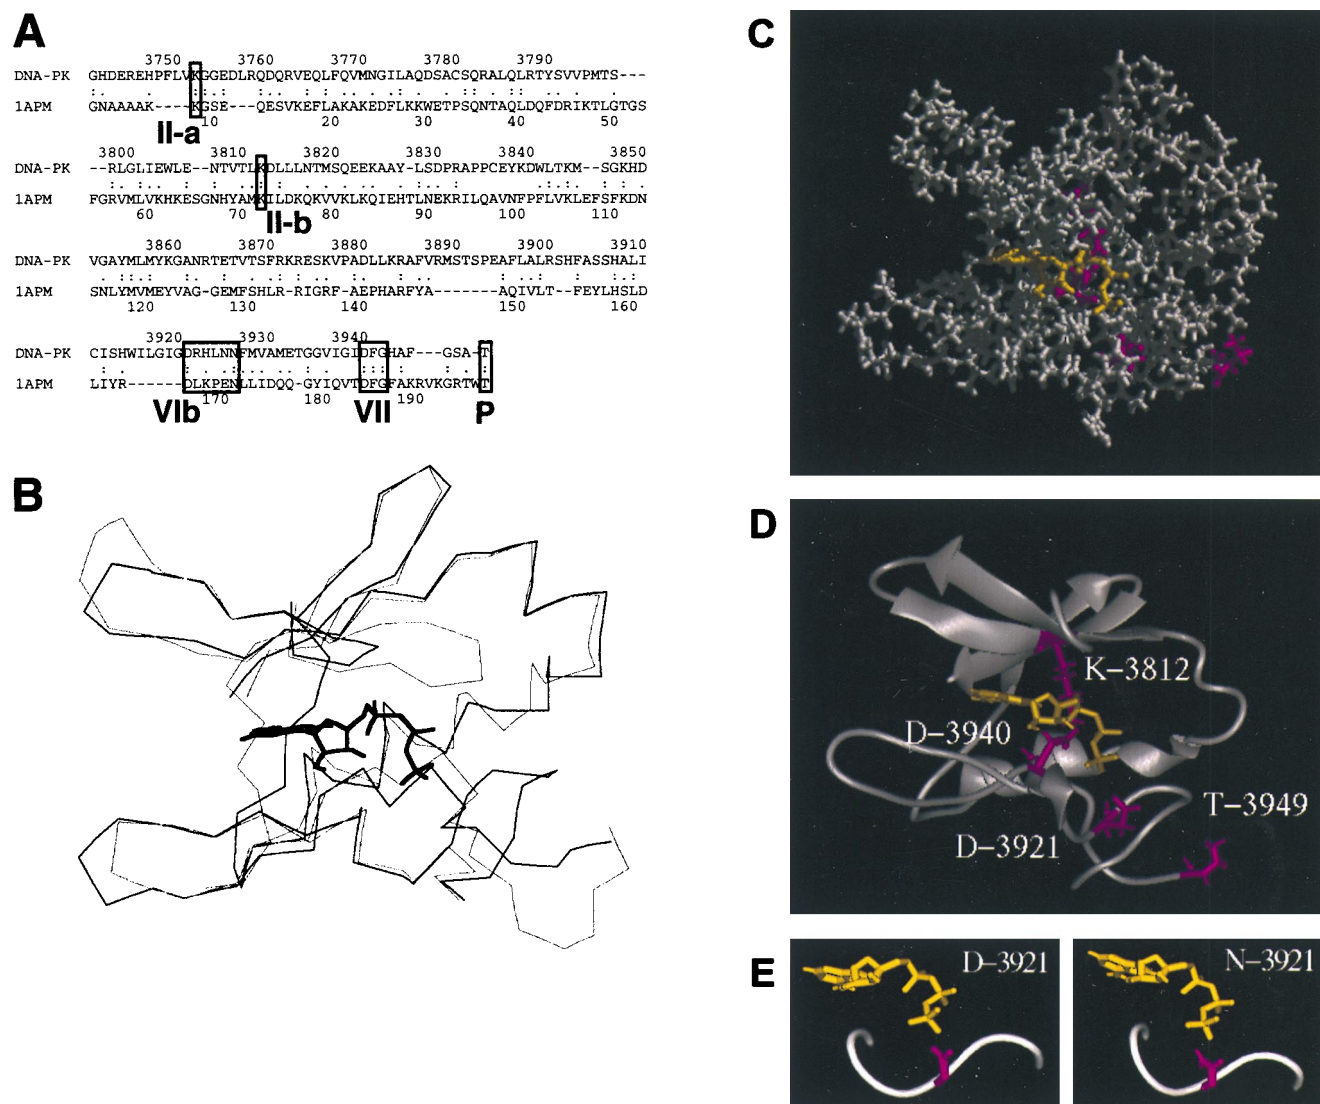 A
3750 3760 3770 3780 3790
DNA-PK GHDEREHPFLVKGGEDLRQDQRVEQLFQVMNGILAQDSACSQRALQLRTYSVVPMTS---
1APM GNAAAAK----KGSE---QESVKEFLAKAKEDFLKKWETPSQNTAQLDQFDRIKTLGTGS
10 20 30 40 50
II-a
3800 3810 3820 3830 3840 3850
DNA-PK --RLGLIEWLE--NTVTLKDLLLNTMSQEEKAAY-LSDPRAPPCEYKDWLTKM--SGKHD
1APM FGRVMLVKHKESGNHYAMKILDKQKVVKLKQIEHTLNEKRILQAVNFPFLVKLEFSFKDN
60 70 80 90 100 110
II-b
3860 3870 3880 3890 3900 3910
DNA-PK VGAYMLMYKGANRTETVTSFRKRESKVPADLLKRAFVRMSTSPEAFLALRSHFASSHALI
1APM SNLYMVMEYVAG-GEMFSHLR-RIGRF-AEPHARFYA-------AQIVLT--FEYLHSLD
120 130 140 150 160
3920 3930 3940
DNA-PK CISHWILGIGDRHLNNFMVAMETGGVIGIDFGHAF---GSA-T
1APM LIYR------DLKPENLLIDQQ-GYIQVTDFGFAKRVKGRTWT
170 180 190
VIb VII P
B
C
D
K-3812
D-3940
T-3949
D-3921
E
D-3921
N-3921